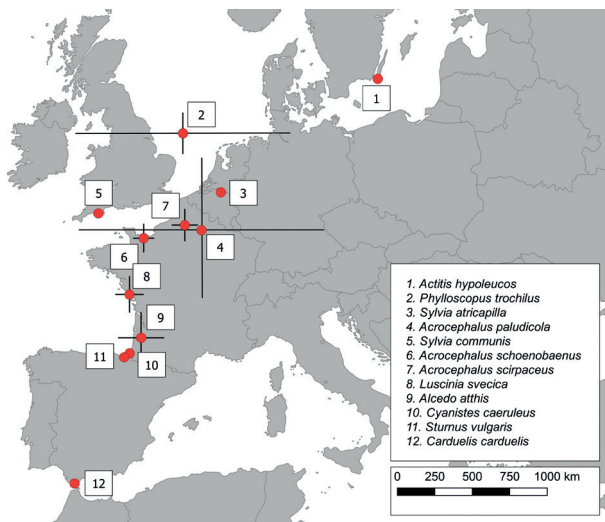 1
2
5
7
3
4
6
8
9
11
10
12
1. Actitis hypoleucos
2. Phylloscopus trochilus
3. Sylvia atricapilla
4. Acrocephalus paludicola
5. Sylvia communis
6 Acrocephalus schoenobaenus
7. Acrocephalus scirpaceus
8. Luscinia svecica
9. Alcedo atthis
10. Cyanistes caeruleus
11. Sturnus vulgaris
12. Carduelis carduelis
0 250 500 750 1000 km